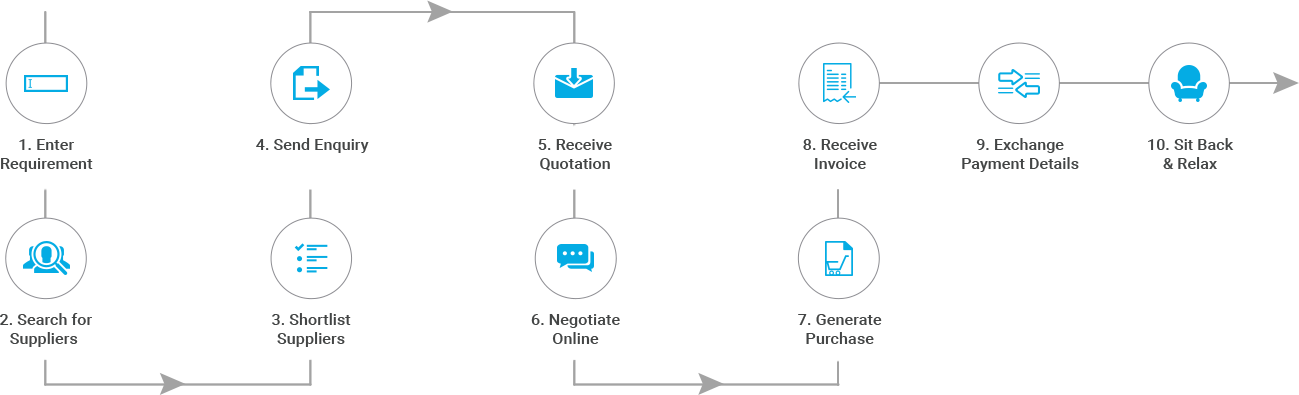 1. Enter
Requirement
2. Search for
Suppliers
3. Shortlist
Suppliers
4. Send Enquiry
5. Receive
Quotation
6. Negotiate
Online
7. Generate
Purchase
8. Receive
Invoice
9. Exchange
Payment Details
10. Sit Back
& Relax